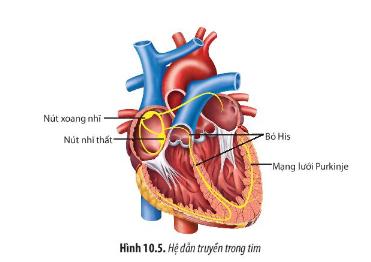 Nút xoang nhĩ
Nút nhĩ thất
Bó His
Mạng lưới Purkinje
Hình 10.5. Hệ dẫn truyền trong tim